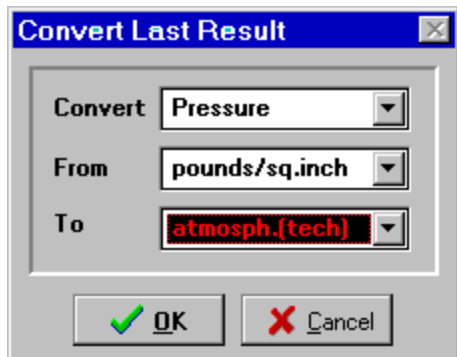 Convert Last Result
Convert Pressure
From pounds/sq.inch
To atmosph.(tech)
OK Cancel